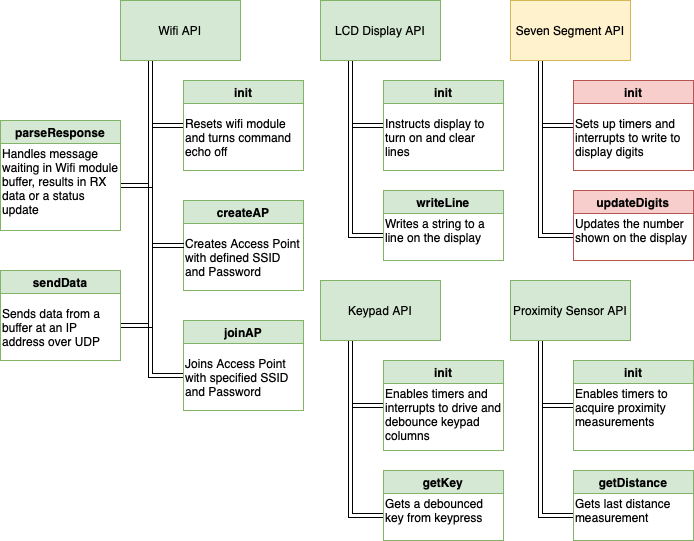 Wifi API
init
Resets wifi module
and turns command
echo off
parseResponse
Handles message
waiting in Wifi module
buffer, results in RX
data or a status
update
createAP
Creates Access Point
with defined SSID
and Password
sendData
Sends data from a
buffer at an IP
address over UDP
joinAP
Joins Access Point
with specified SSID
and Password
LCD Display API
init
Instructs display to
turn on and clear
lines
writeLine
Writes a string to a
line on the display
Seven Segment API
init
Sets up timers and
interrupts to write to
display digits
updateDigits
Updates the number
shown on the display
Keypad API
init
Enables timers and
interrupts to drive and
debounce keypad
columns
getKey
Gets a debounced
key from keypress
Proximity Sensor API
init
Enables timers to
acquire proximity
measurements
getDistance
Gets last distance
measurement